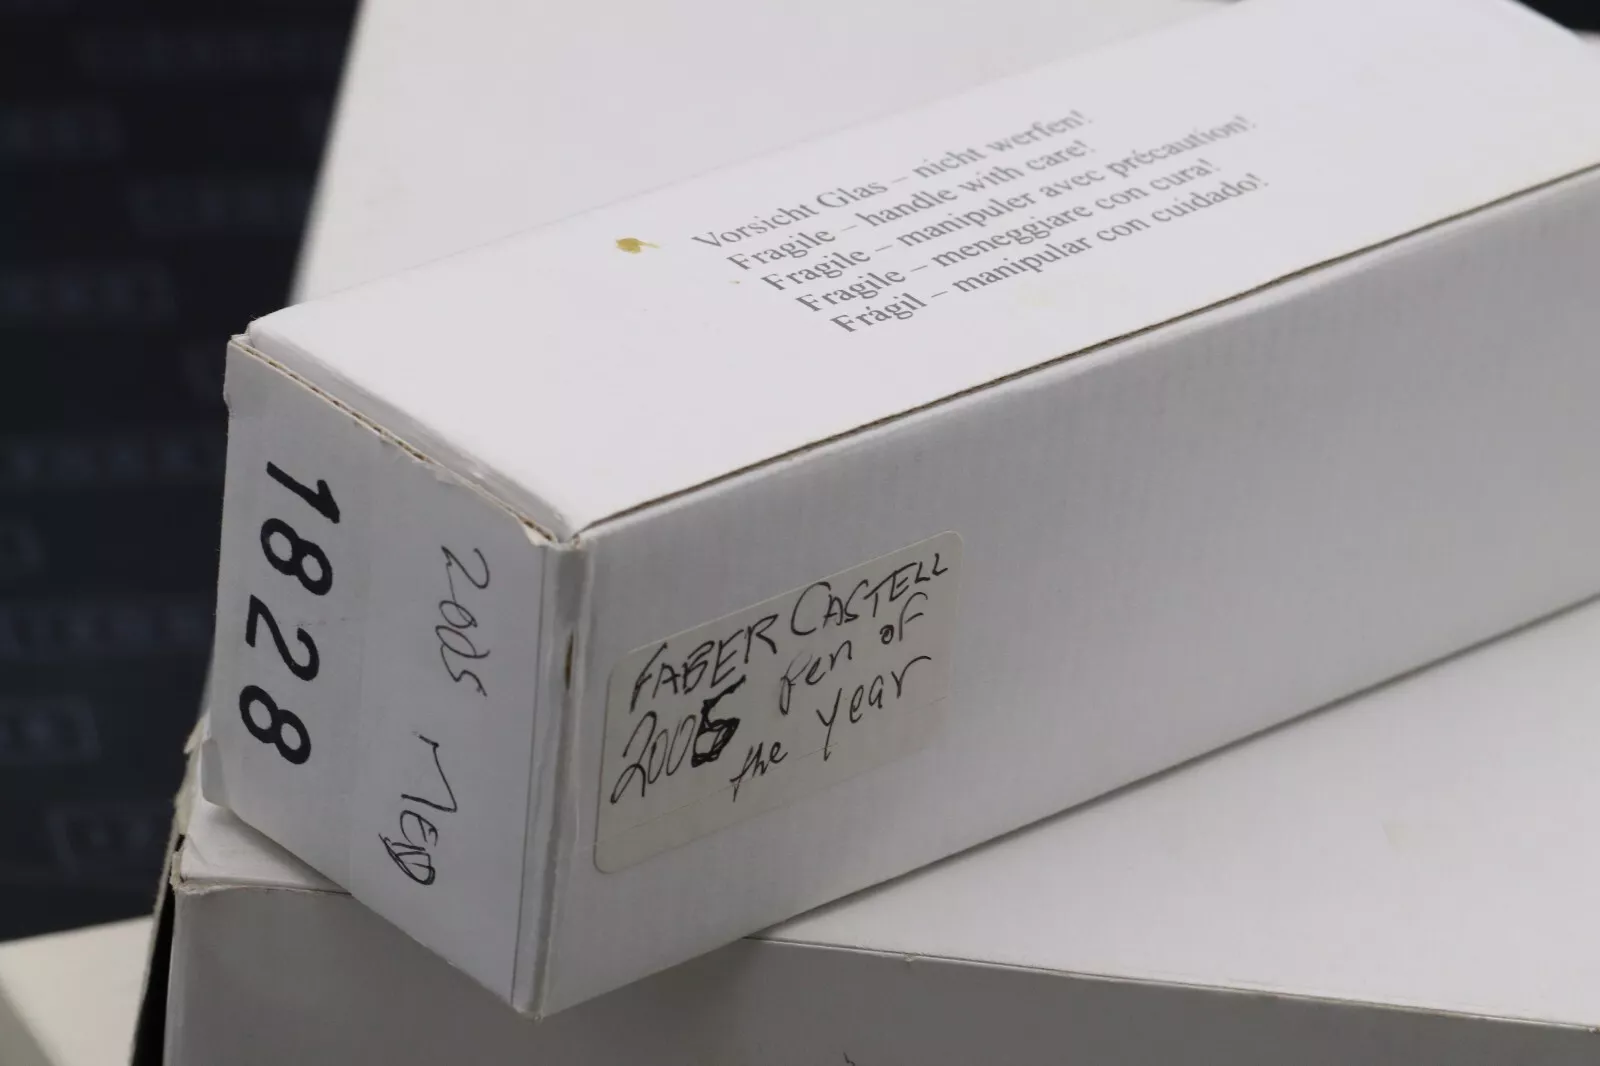 Vorsicht Glas – nicht werfen!
Fragile – handle with care!
Fragile – manipuler avec précaution!
Fragile – meneggiare con cura!
Frágil – manipular con cuidado!
1828
2005
FABER CASTELL
2005 Pen of
the Year